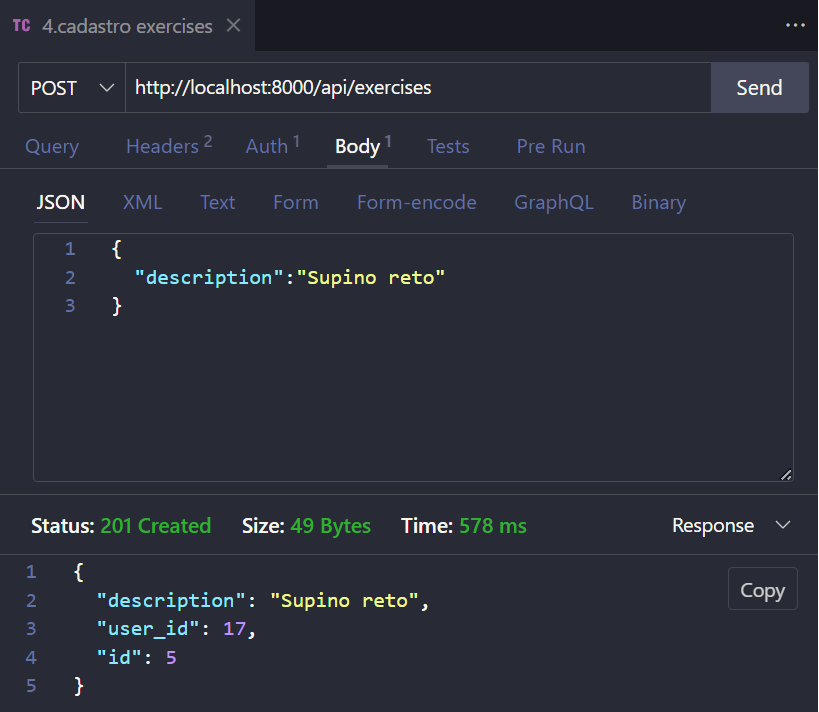 TC 4.cadastro exercises × ...
POST http://localhost:8000/api/exercises Send
Query Headers 2 Auth 1 Body 1 Tests Pre Run
JSON XML Text Form Form-encode GraphQL Binary
1 {
2 "description":"Supino reto"
3 }
Status: 201 Created Size: 49 Bytes Time: 578 ms Response
1 {
Copy
2 "description": "Supino reto",
3 "user_id": 17,
4 "id": 5
5 }